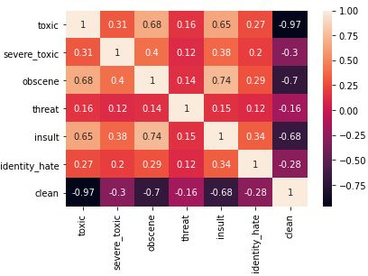 toxic 1 0.31 0.68 0.16 0.65 0.27 -0.97
severe_toxic 0.31 1 0.4 0.12 0.38 0.2 -0.3
obscene 0.68 0.4 1 0.14 0.74 0.29 -0.7
threat 0.16 0.12 0.14 1 0.15 0.12 -0.16
insult 0.65 0.38 0.74 0.15 1 0.34 -0.68
identity_hate 0.27 0.2 0.29 0.12 0.34 1 -0.28
clean -0.97 -0.3 -0.7 -0.16 -0.68 -0.28 1
toxic
severe_toxic
obscene
threat
insult
identity_hate
clean
1.00
0.75
0.50
0.25
0.00
-0.25
-0.50
-0.75